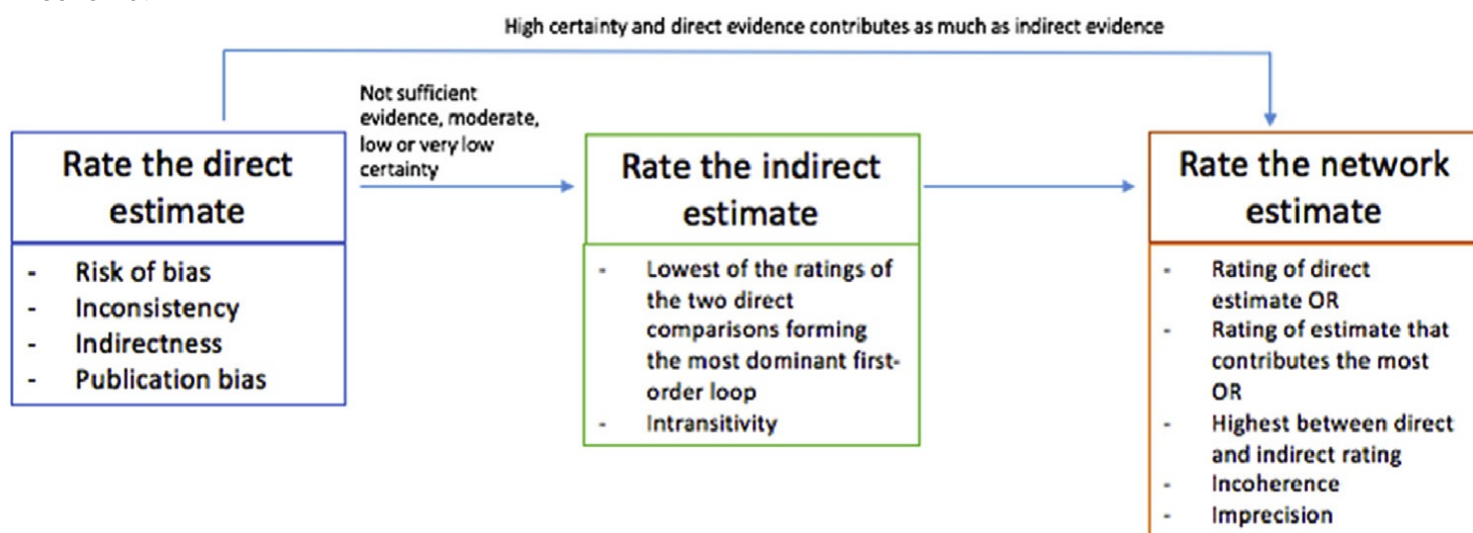 High certainty and direct evidence contributes as much as indirect evidence
Not sufficient
evidence, moderate,
low or very low
certainty
Rate the direct
estimate
- Risk of bias
- Inconsistency
- Indirectness
- Publication bias
Rate the indirect
estimate
- Lowest of the ratings of
the two direct
comparisons forming
the most dominant first-
order loop
- Intransitivity
Rate the network
estimate
- Rating of direct
estimate OR
- Rating of estimate that
contributes the most
OR
- Highest between direct
and indirect rating
- Incoherence
- Imprecision